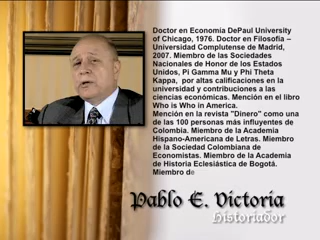 Doctor en Economía DePaul University
of Chicago, 1976. Doctor en Filosofía –
Universidad Complutense de Madrid,
2007. Miembro de las Sociedades
Nacionales de Honor de los Estados
Unidos, Pi Gamma Mu y Phi Theta
Kappa, por altas calificaciones en la
universidad y contribuciones a las
ciencias económicas. Mención en el libro
Who is Who in America.
Mención en la revista "Dinero" como una
de las 100 personas más influyentes de
Colombia. Miembro de la Academia
Hispano-Americana de Letras. Miembro
de la Sociedad Colombiana de
Economistas. Miembro de la Academia
de Historia Eclesiástica de Bogotá.
Miembro de
Pablo E. Victoria
Historiador